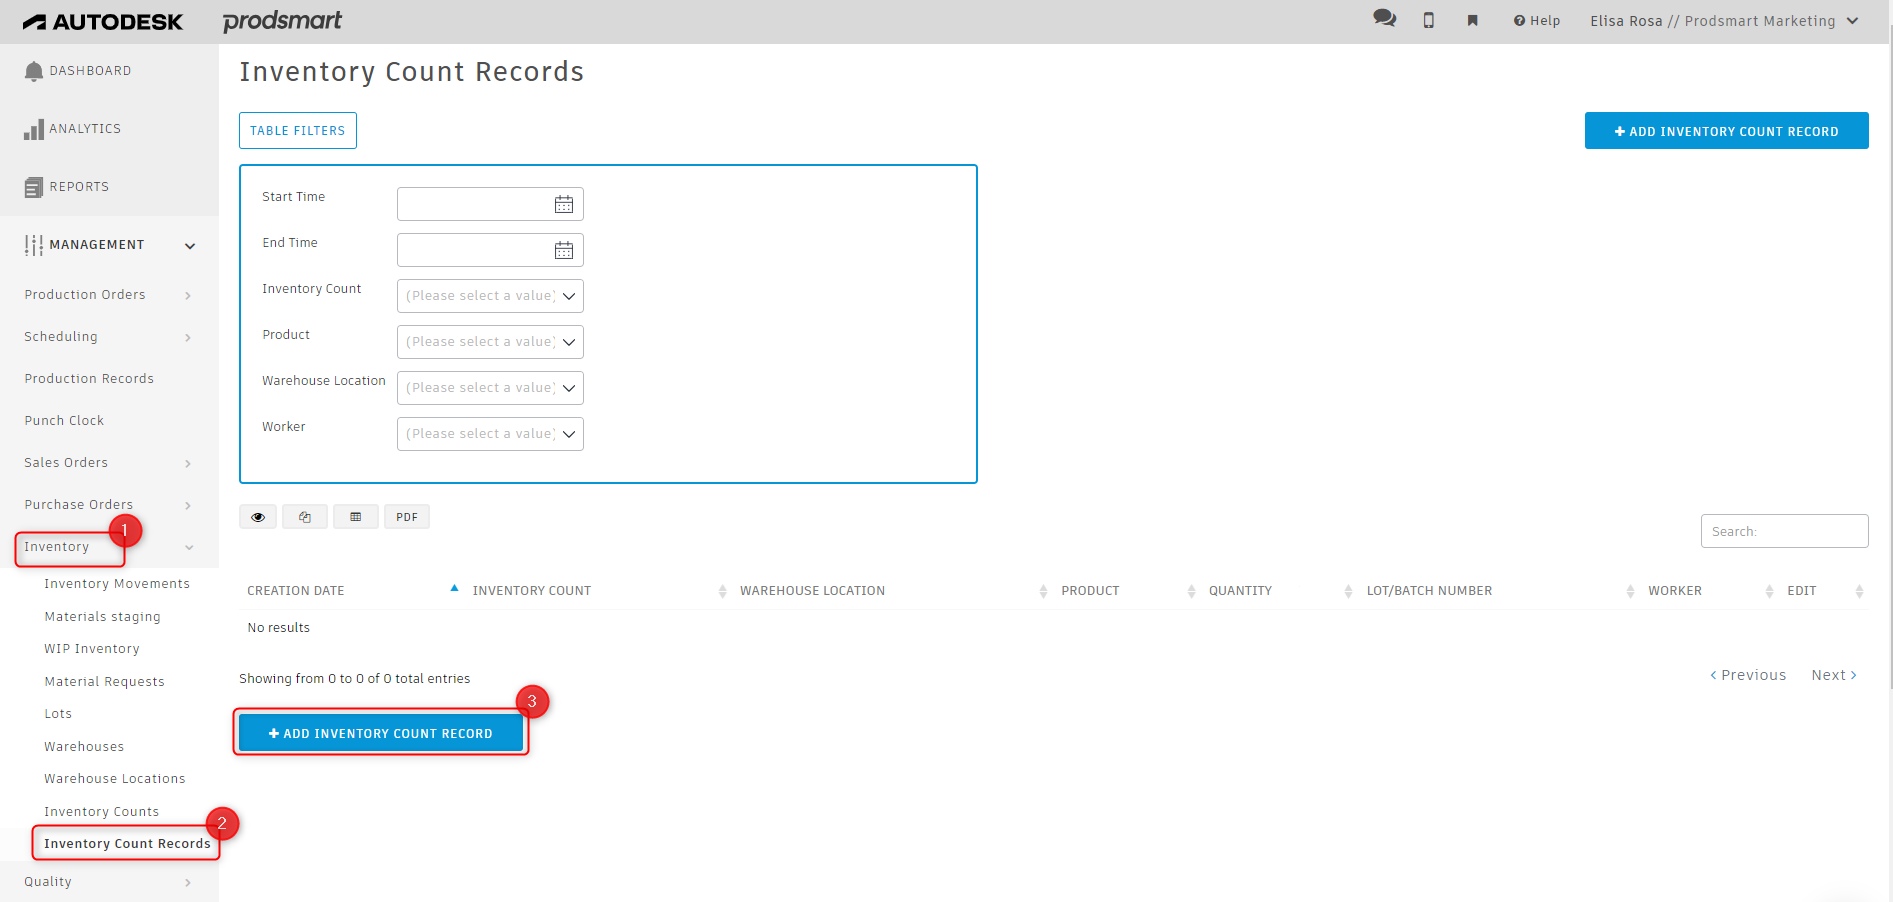 AUTODESK prodsmart
Help Elisa Rosa // Prodsmart Marketing
DASHBOARD
ANALYTICS
REPORTS
MANAGEMENT
Production Orders
Scheduling
Production Records
Punch Clock
Sales Orders
Purchase Orders
1
Inventory
Inventory Movements
Materials staging
WIP Inventory
Material Requests
Lots
Warehouses
Warehouse Locations
Inventory Counts
2
Inventory Count Records
Quality
Inventory Count Records
TABLE FILTERS
ADD INVENTORY COUNT RECORD
Start Time
End Time
Inventory Count (Please select a value)
Product (Please select a value)
Warehouse Location (Please select a value)
Worker (Please select a value)
PDF
Search:
CREATION DATE INVENTORY COUNT WAREHOUSE LOCATION PRODUCT QUANTITY LOT/BATCH NUMBER WORKER EDIT
No results
Showing from 0 to 0 of 0 total entries
Previous Next
3
ADD INVENTORY COUNT RECORD